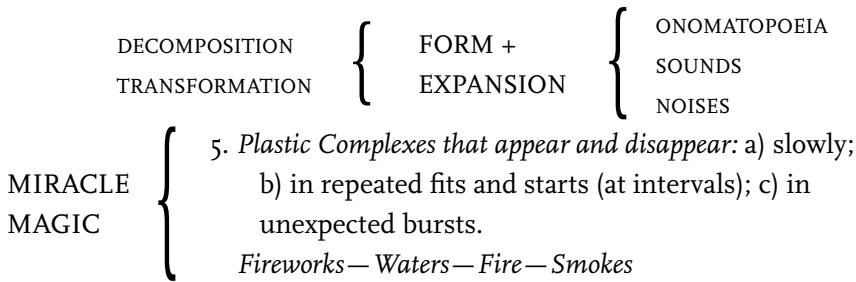 DECOMPOSITION
TRANSFORMATION
FORM +
EXPANSION
ONOMATOPOEIA
SOUNDS
NOISES
MIRACLE
MAGIC
5. Plastic Complexes that appear and disappear: a) slowly;
b) in repeated fits and starts (at intervals); c) in
unexpected bursts.
Fireworks—Waters—Fire—Smokes